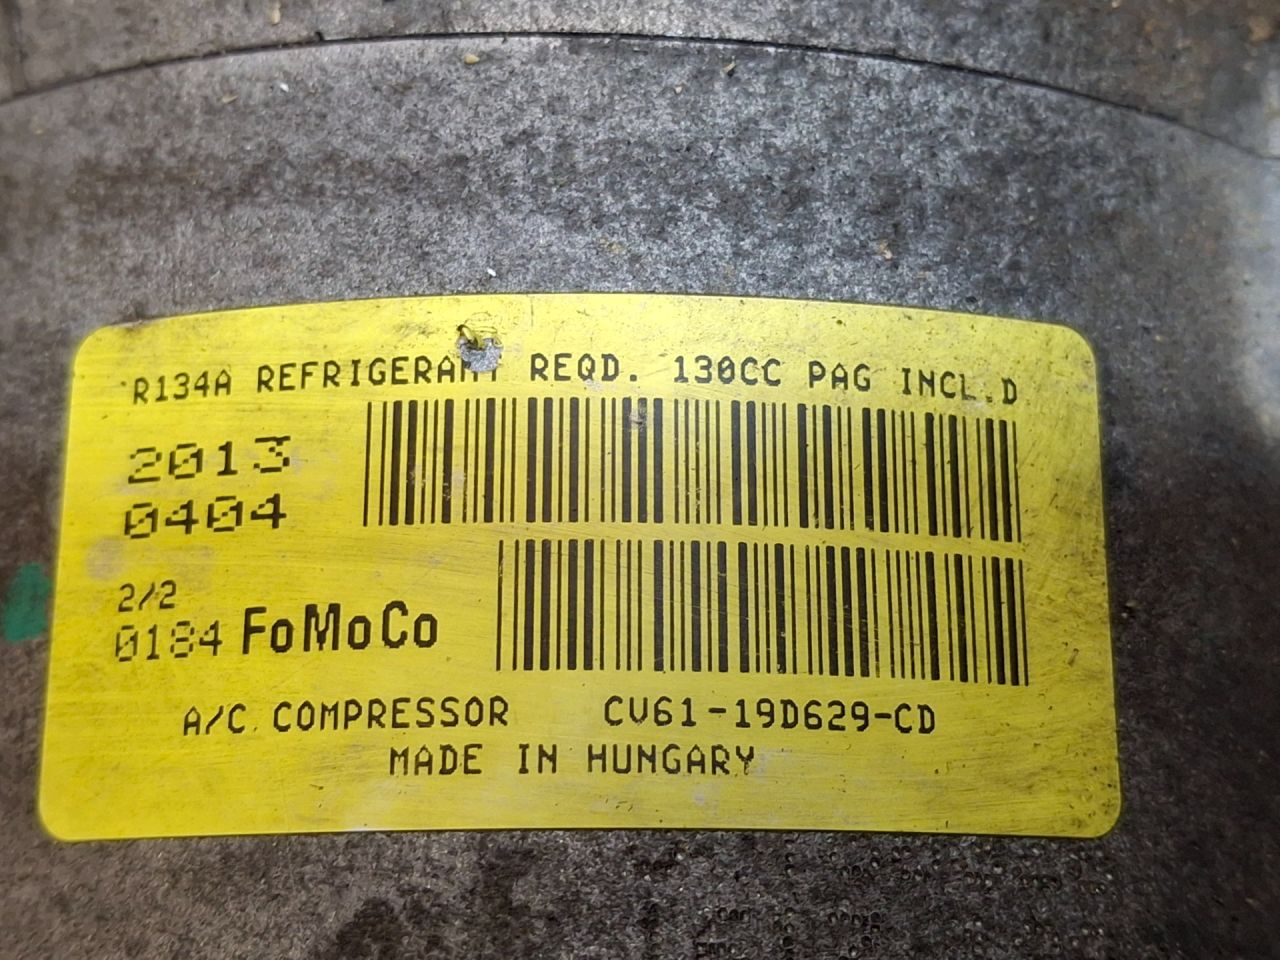 R134A REFRIGERANT REQD. 130CC PAG INCL.D
2013
0404
2/2
0184 FoMoCo
A/C COMPRESSOR CV61-19D629-CD
MADE IN HUNGARY